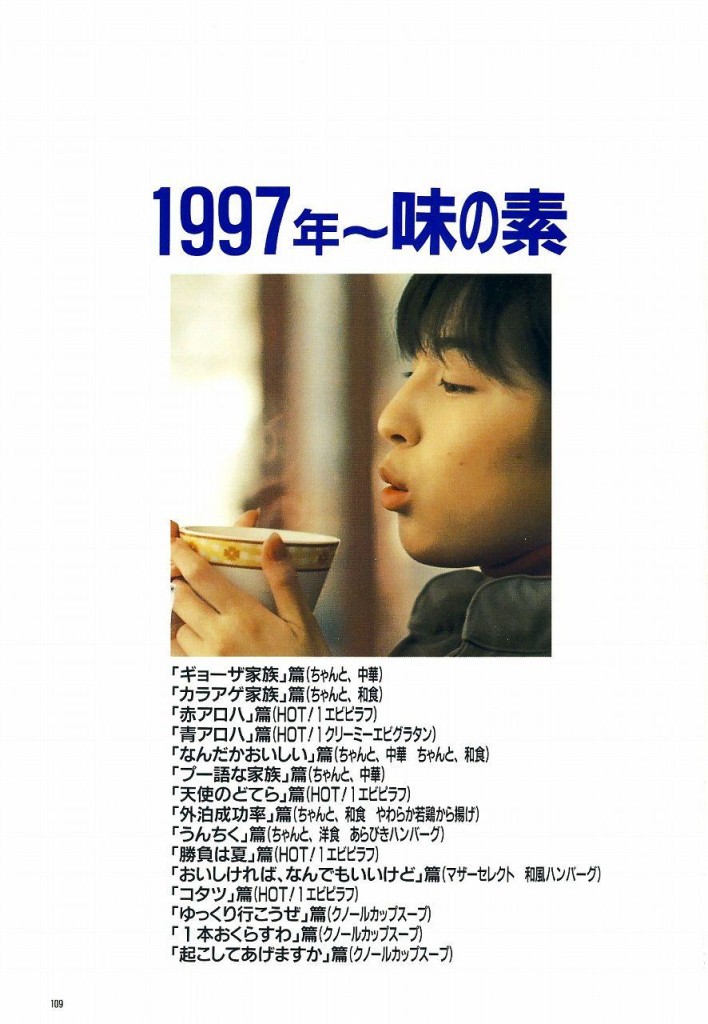 1997年～味の素
「ギョーザ家族」篇(ちゃんと、中華)
「カラアゲ家族」篇(ちゃんと、和食)
「赤アロハ」篇(HOT!1エビピラフ)
「青アロハ」篇(HOT!1クリーミーエビグラタン)
「なんだかおいしい」篇(ちゃんと、中華 ちゃんと、和食)
「プー語な家族」篇(ちゃんと、中華)
「天使のどてら」篇(HOT!1エビピラフ)
「外泊成功率」篇(ちゃんと、和食 やわらか若鶏から揚げ)
「うんちく」篇(ちゃんと、洋食 あらびきハンバーグ)
「勝負は夏」篇(HOT!1エビピラフ)
「おいしければ、なんでもいいけど」篇(マザーセレクト 和風ハンバーグ)
「コタツ」篇(HOT!1エビピラフ)
「ゆっくり行こうぜ」篇(クノールカップスープ)
「1本おくらすわ」篇(クノールカップスープ)
「起こしてあげますか」篇(クノールカップスープ)
109